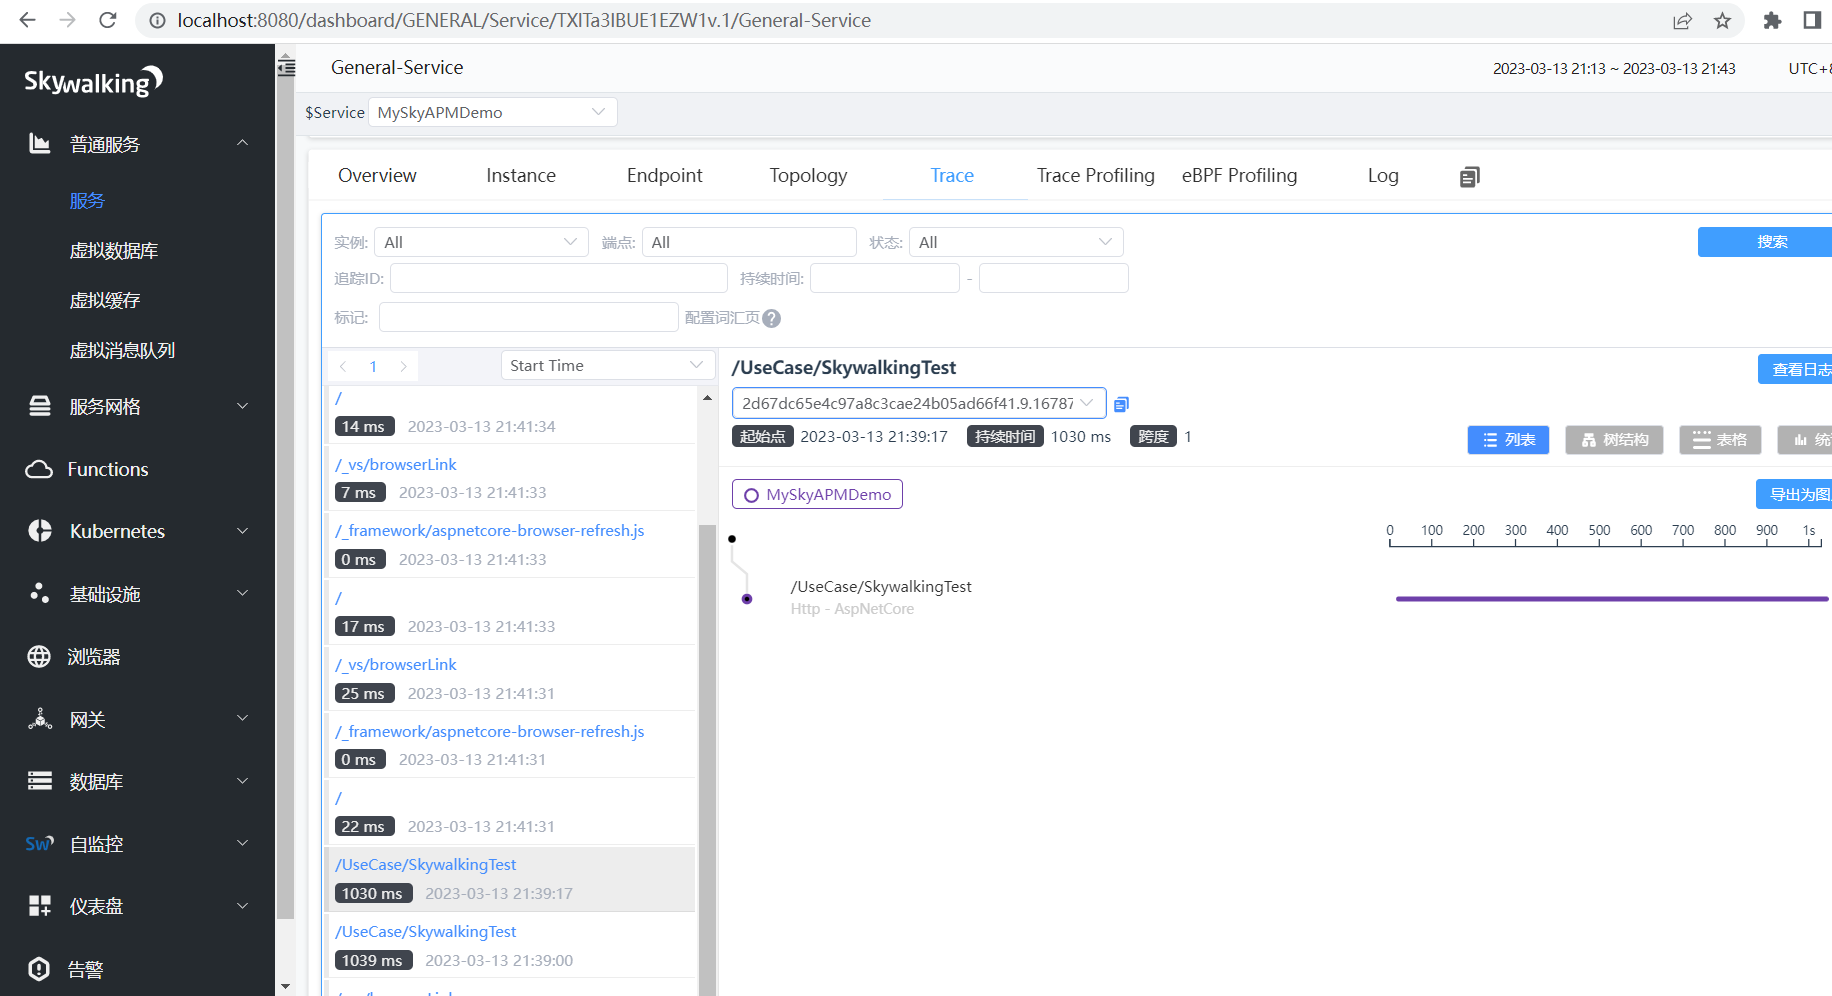 localhost:8080/dashboard/GENERAL/Service/TXlTa3lBUE1EZW1v.1/General-Service
Skywalking
普通服务
服务
虚拟数据库
虚拟缓存
虚拟消息队列
服务网格
Functions
Kubernetes
基础设施
浏览器
网关
数据库
Sw 自监控
仪表盘
告警
General-Service
2023-03-13 21:13 ~ 2023-03-13 21:43
UTC+8
$Service MySkyAPMDemo
Overview Instance Endpoint Topology Trace Trace Profiling eBPF Profiling Log
实例: All 端点: All 状态: All 搜索
追踪ID: 持续时间: -
标记: 配置词汇页 ?
1 Start Time
/
14 ms 2023-03-13 21:41:34
/_vs/browserLink
7 ms 2023-03-13 21:41:33
/_framework/aspnetcore-browser-refresh.js
0 ms 2023-03-13 21:41:33
/
17 ms 2023-03-13 21:41:33
/_vs/browserLink
25 ms 2023-03-13 21:41:31
/_framework/aspnetcore-browser-refresh.js
0 ms 2023-03-13 21:41:31
/
22 ms 2023-03-13 21:41:31
/UseCase/SkywalkingTest
1030 ms 2023-03-13 21:39:17
/UseCase/SkywalkingTest
1039 ms 2023-03-13 21:39:00
/UseCase/SkywalkingTest
查看日志
2d67dc65e4c97a8c3cae24b05ad66f41.9.16787
起始点 2023-03-13 21:39:17 持续时间 1030 ms 跨度 1
列表 树结构 表格 统
MySkyAPMDemo
导出为图
0 100 200 300 400 500 600 700 800 900 1s
/UseCase/SkywalkingTest
Http - AspNetCore